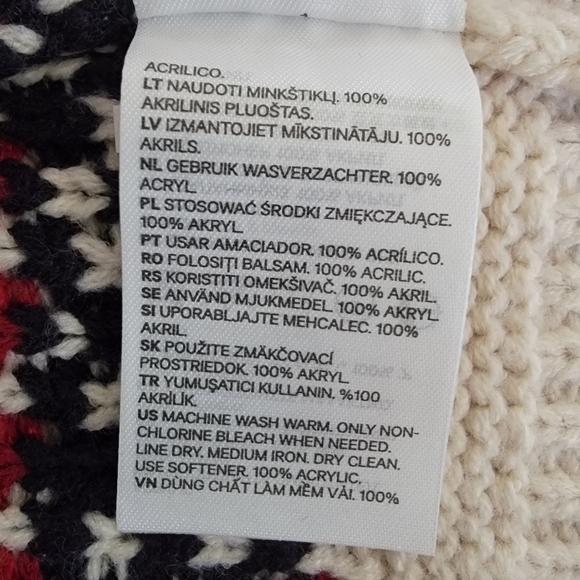 ACRILICO.
LT NAUDOTI MINKŠTIKLĮ. 100%
AKRILINIS PLUOŠTAS.
LV IZMANTOJIET MĪKSTINĀTĀJU. 100%
AKRILS.
NL GEBRUIK WASVERZACHTER. 100%
ACRYL.
PL STOSOWAĆ ŚRODKI ZMIĘKCZAJĄCE.
100% AKRYL.
PT USAR AMACIADOR. 100% ACRÍLICO.
RO FOLOSIȚI BALSAM. 100% ACRILIC.
RS KORISTITI OMEKŠIVAČ. 100% AKRIL.
SE ANVÄND MJUKMEDEL. 100% AKRYL.
SI UPORABLJAJTE MEHCALEC. 100%
AKRIL.
SK POUŽITE ZMÄKČOVACÍ
PROSTRIEDOK. 100% AKRYL.
TR YUMUŞATICI KULLANIN. %100
AKRİLİK.
US MACHINE WASH WARM. ONLY NON-
CHLORINE BLEACH WHEN NEEDED.
LINE DRY. MEDIUM IRON. DRY CLEAN.
USE SOFTENER. 100% ACRYLIC.
VN DÙNG CHẤT LÀM MỀM VẢI. 100%